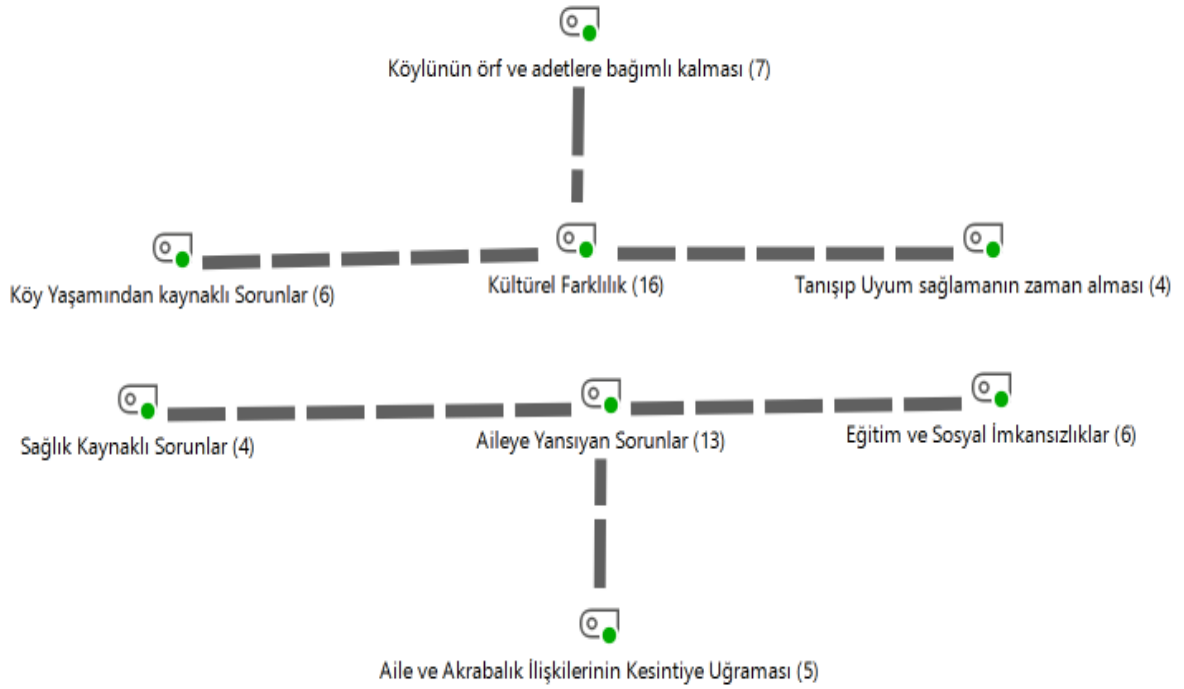 Köylünün örf ve adetlere bağımlı kalması (7)
Köy Yaşamından kaynaklı Sorunlar (6)
Kültürel Farklılık (16)
Tanışıp Uyum sağlamanın zaman alması (4)
Sağlık Kaynaklı Sorunlar (4)
Aileye Yansıyan Sorunlar (13)
Eğitim ve Sosyal İmkansızlıklar (6)
Aile ve Akrabalık İlişkilerinin Kesintiye Uğraması (5)